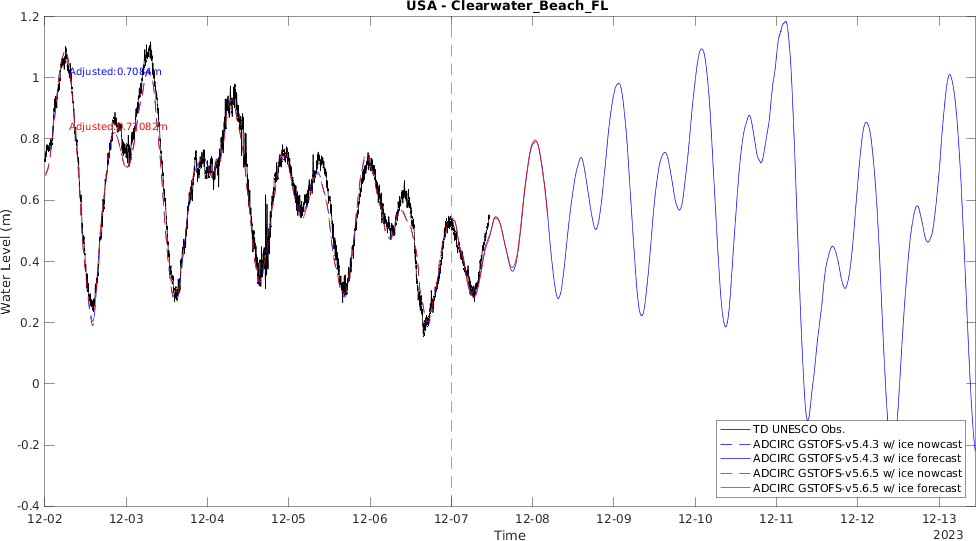 USA - Clearwater_Beach_FL
Water Level (m)
1.2
1
0.8
0.6
0.4
0.2
0
-0.2
-0.4
Adjusted:0.7084m
TD UNESCO Obs.
ADCIRC GSTOFS-v5.4.3 w/ ice nowcast
ADCIRC GSTOFS-v5.4.3 w/ ice forecast
ADCIRC GSTOFS-v5.6.5 w/ ice nowcast
ADCIRC GSTOFS-v5.6.5 w/ ice forecast
12-02 12-03 12-04 12-05 12-06 12-07 12-08 12-09 12-10 12-11 12-12 12-13
Time
2023